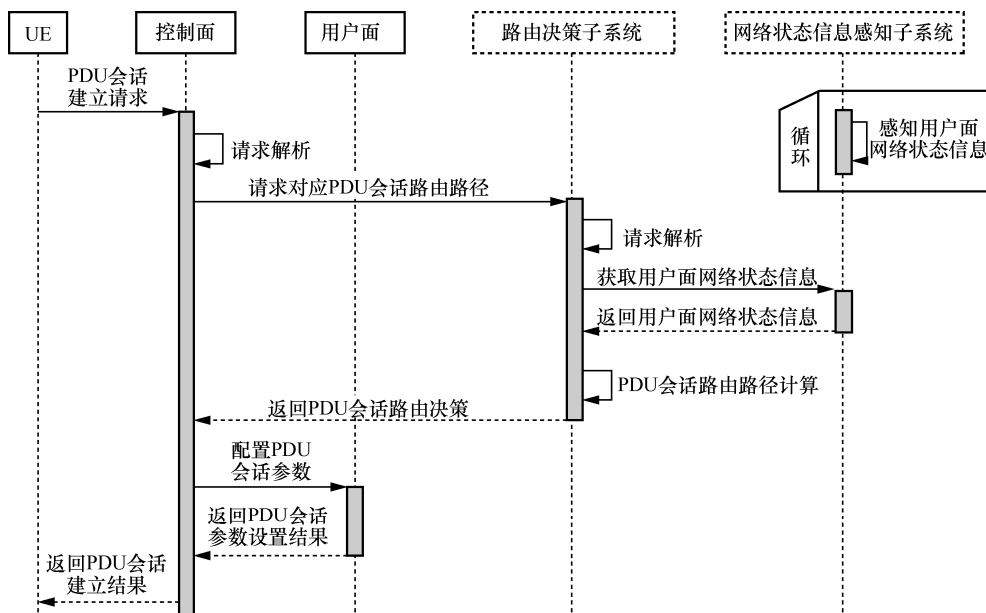 UE
控制面
用户面
路由决策子系统
网络状态信息感知子系统
PDU会话
建立请求
循
环
感知用户面
网络状态信息
请求解析
请求对应PDU会话路由路径
请求解析
获取用户面网络状态信息
返回用户面网络状态信息
PDU会话路由路径计算
返回PDU会话路由决策
配置PDU
会话参数
返回PDU会话
参数设置结果
返回PDU会话
建立结果